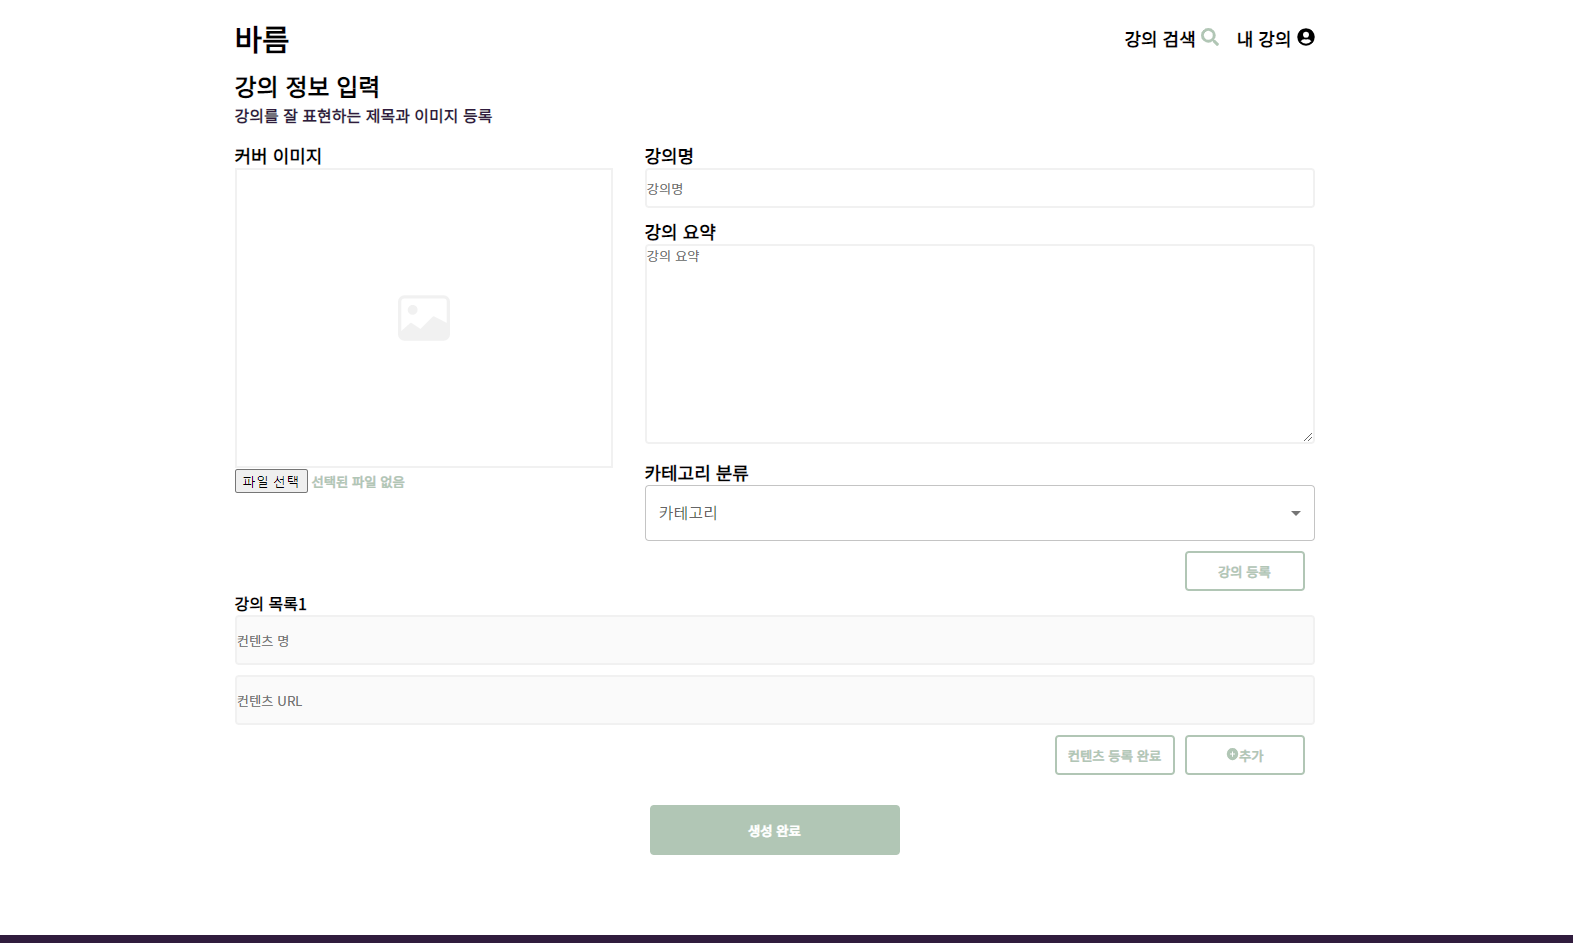 바름
강의 검색
내 강의
강의 정보 입력
강의를 잘 표현하는 제목과 이미지 등록
커버 이미지
파일 선택 선택된 파일 없음
강의명
강의명
강의 요약
강의 요약
카테고리 분류
카테고리
강의 등록
강의 목록1
컨텐츠 명
컨텐츠 URL
컨텐츠 등록 완료
추가
생성 완료